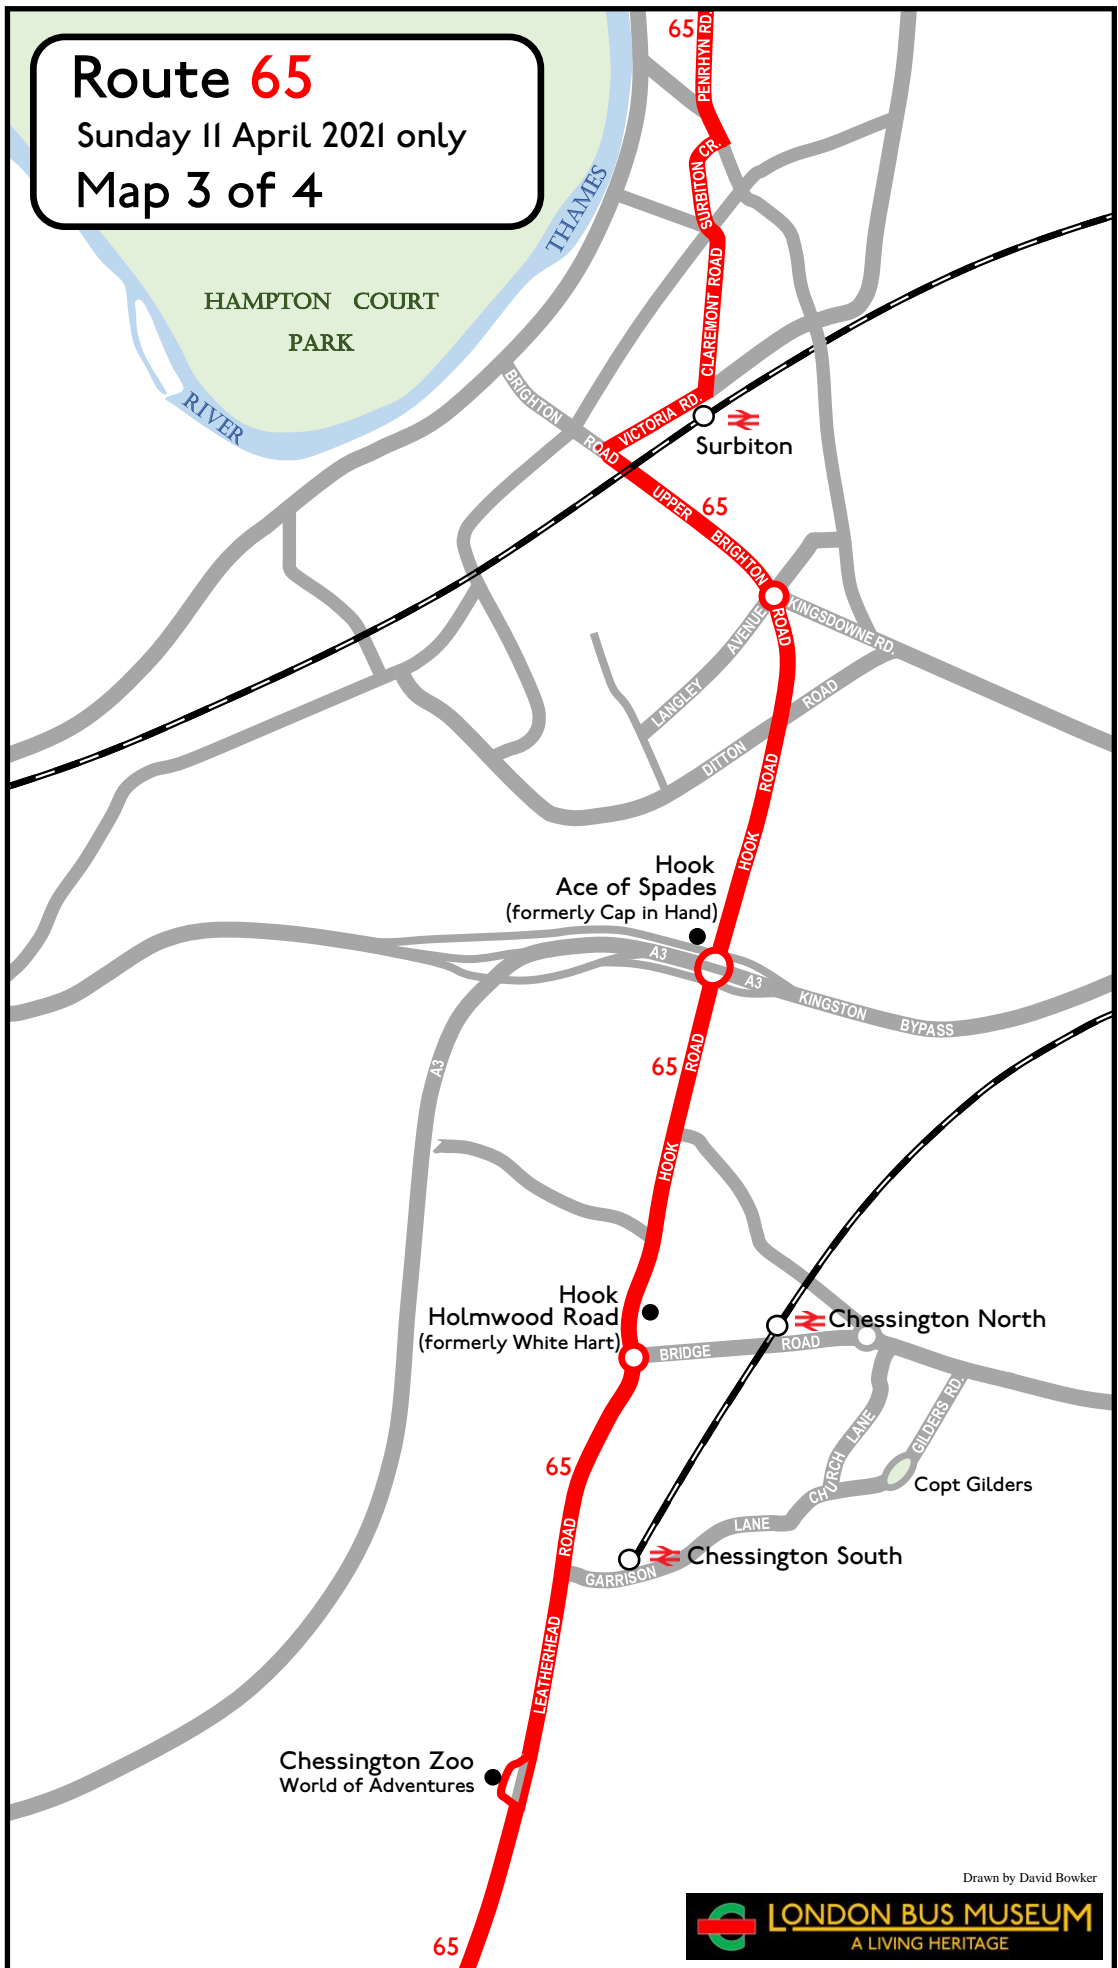 Route 65
Sunday 11 April 2021 only
Map 3 of 4
65
PENRHYN RD.
SURBITON CR.
THAMES
HAMPTON COURT
PARK
RIVER
CLAREMONT ROAD
BRIGHTON ROAD
VICTORIA RD.
Surbiton
65
UPPER BRIGHTON ROAD
KINGSDOWNE RD.
LANGLEY AVENUE
DITTON ROAD
HOOK ROAD
Hook
Ace of Spades
(formerly Cap in Hand)
A3
A3
KINGSTON BYPASS
A3
65
HOOK ROAD
Hook
Holmwood Road
(formerly White Hart)
Chessington North
BRIDGE ROAD
CHURCH LANE
GILDERS RD.
65
Copt Gilders
LEATHERHEAD ROAD
GARRISON LANE
Chessington South
Chessington Zoo
World of Adventures
65
Drawn by David Bowker
LONDON BUS MUSEUM
A LIVING HERITAGE